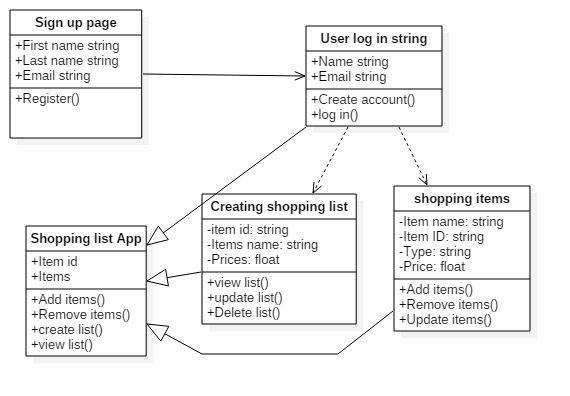 Sign up page
+First name string
+Last name string
+Email string
+Register()
User log in string
+Name string
+Email string
+Create account()
+log in()
Creating shopping list
-item id: string
-Items name: string
-Prices: float
+view list()
+update list()
+Delete list()
shopping items
-Item name: string
-Item ID: string
-Type: string
-Price: float
+Add items()
+Remove items()
+Update items()
Shopping list App
+Item id
+Items
+Add items()
+Remove items()
+create list()
+view list()